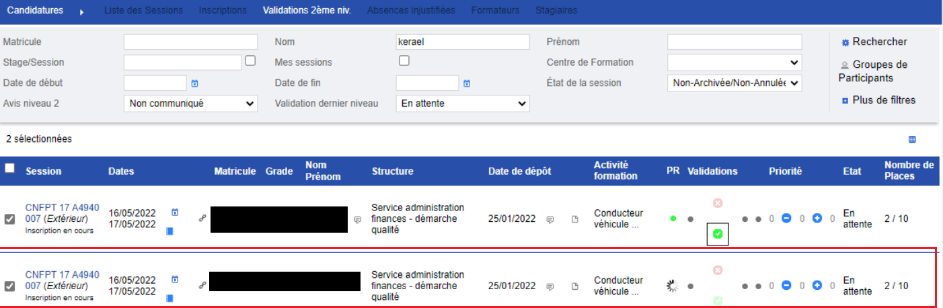 Candidatures Liste des Sessions Inscriptions Validations 2ème niv. Absences Injustifiées Formateurs Stagiaires
Matricule Nom kerael Prénom Rechercher
Stage/Session Mes sessions Centre de Formation Groupes de Participants
Date de début Date de fin État de la session Non-Archivée/Non-Annulée
Avis niveau 2 Non communiqué Validation dernier niveau En attente Plus de filtres
2 sélectionnées
Session Dates Matricule Grade Nom Prénom Structure Date de dépôt Activité formation PR Validations Priorité Etat Nombre de Places
CNFPT 17 A4940
007 (Extérieur)
Inscription en cours
16/05/2022
17/05/2022
Service administration
finances - démarche
qualité
25/01/2022
Conducteur
véhicule ...
0 0
En
attente
2 / 10
CNFPT 17 A4940
007 (Extérieur)
Inscription en cours
16/05/2022
17/05/2022
Service administration
finances - démarche
qualité
25/01/2022
Conducteur
véhicule ...
0 0
En
attente
2 / 10